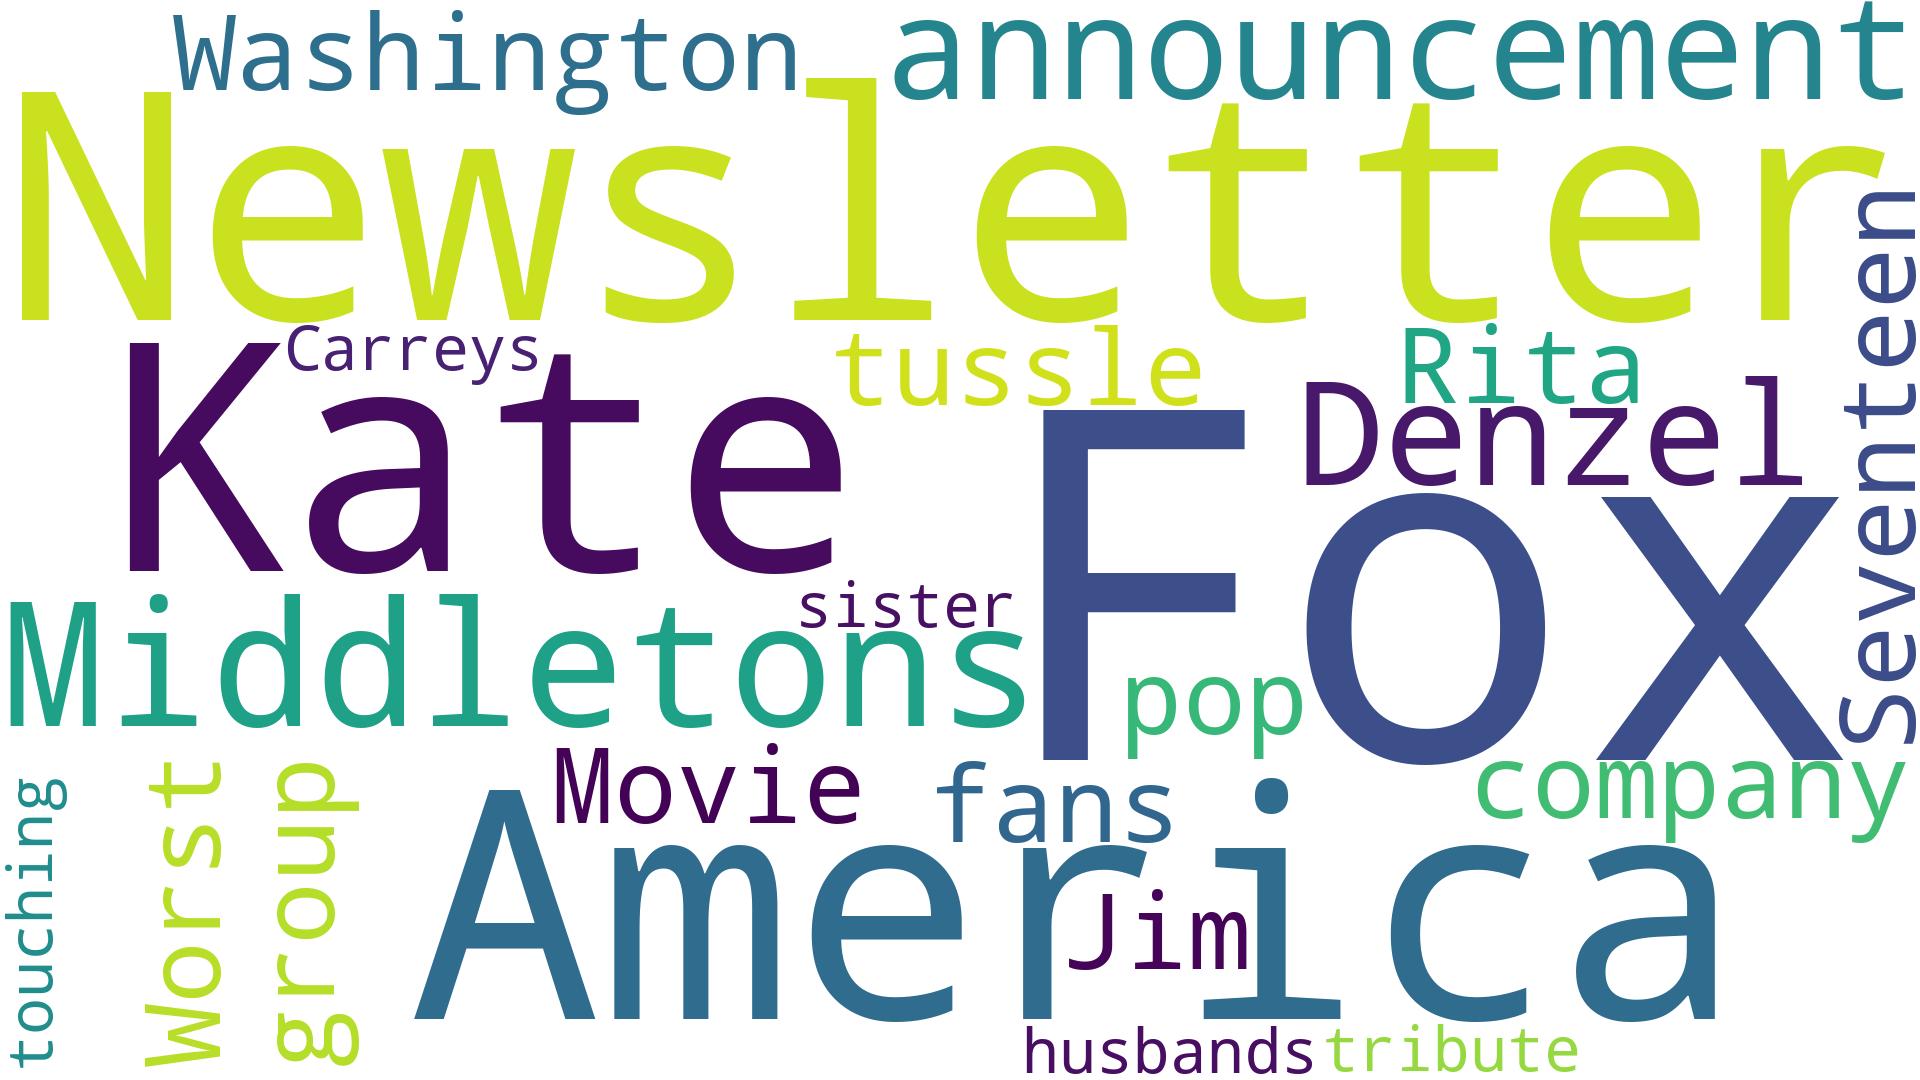 Washington
announcement
Newsletter
Seventeen
Carreys
tussle
Rita
Kate
Denzel
Fox
sister
Middletons
pop
Movie
fans
company
touching
Worst
group
America
Jim
husbands
tribute